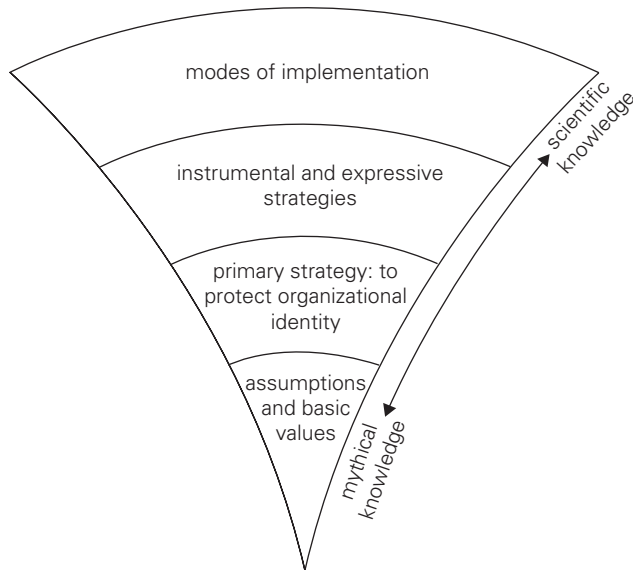 modes of implementation
instrumental and expressive
strategies
primary strategy: to
protect organizational
identity
assumptions
and basic
values
scientific
knowledge
mythical
knowledge